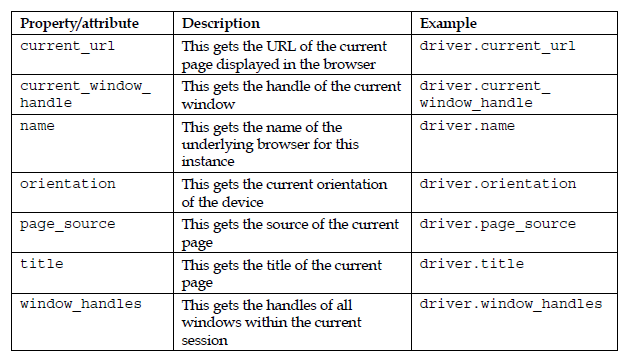 Property/attribute Description Example
current_url This gets the URL of the current driver.current_url
page displayed in the browser
current_window_ This gets the handle of the current driver.current_
handle window window_handle
name This gets the name of the driver.name
underlying browser for this
instance
orientation This gets the current orientation driver.orientation
of the device
page_source This gets the source of the current driver.page_source
page
title This gets the title of the current driver.title
page
window_handles This gets the handles of all driver.window_handles
windows within the current
session